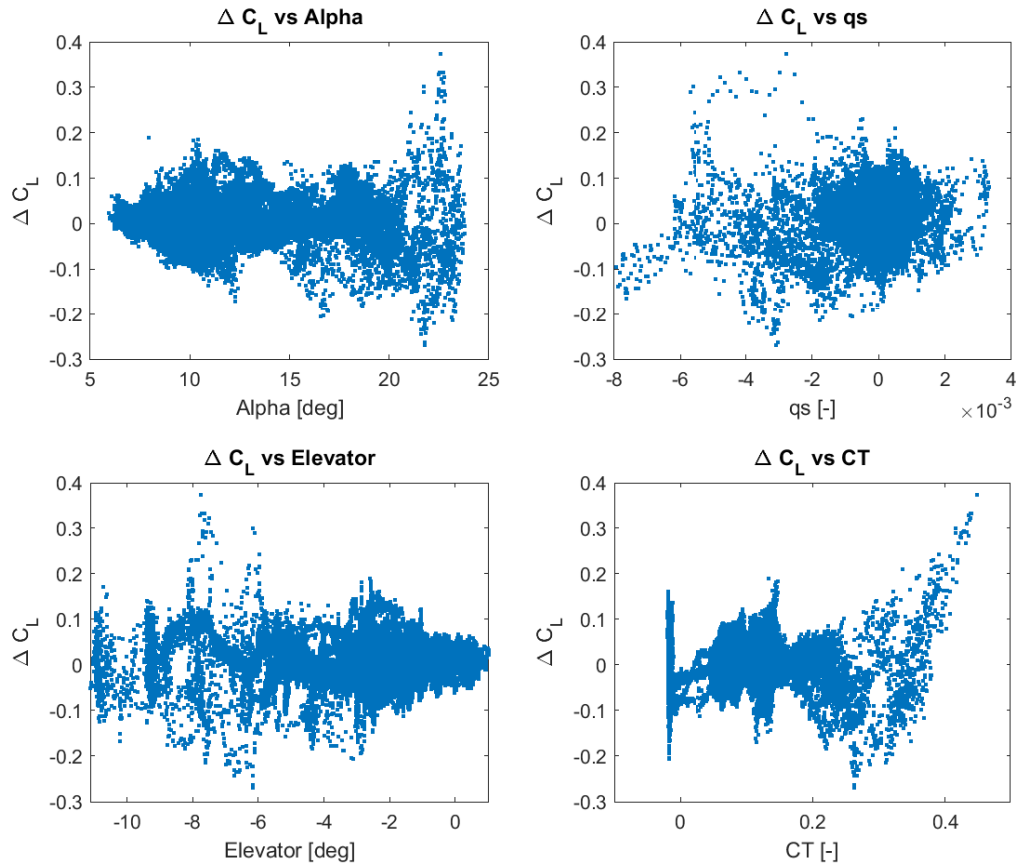 Δ C_L vs Alpha
Δ C_L
0.4
0.3
0.2
0.1
0
-0.1
-0.2
-0.3
5 10 15 20 25
Alpha [deg]
Δ C_L vs qs
Δ C_L
0.4
0.3
0.2
0.1
0
-0.1
-0.2
-0.3
-8 -6 -4 -2 0 2 4
×10^-3
qs [-]
Δ C_L vs Elevator
Δ C_L
0.4
0.3
0.2
0.1
0
-0.1
-0.2
-0.3
-10 -8 -6 -4 -2 0
Elevator [deg]
Δ C_L vs CT
Δ C_L
0.4
0.3
0.2
0.1
0
-0.1
-0.2
-0.3
0 0.2 0.4
CT [-]